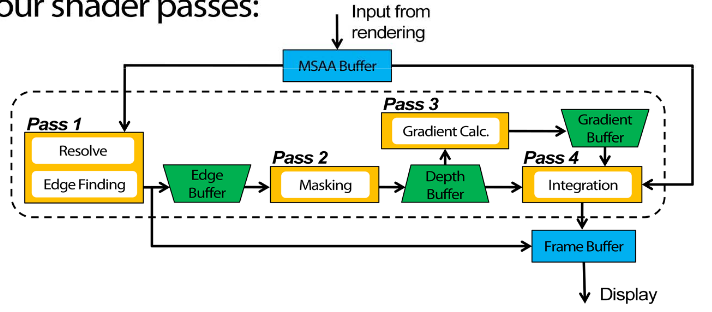 our shader passes:
Input from
rendering
MSAA Buffer
Pass 1
Resolve
Edge Finding
Edge
Buffer
Pass 2
Masking
Pass 3
Gradient Calc.
Depth
Buffer
Gradient
Buffer
Pass 4
Integration
Frame Buffer
Display